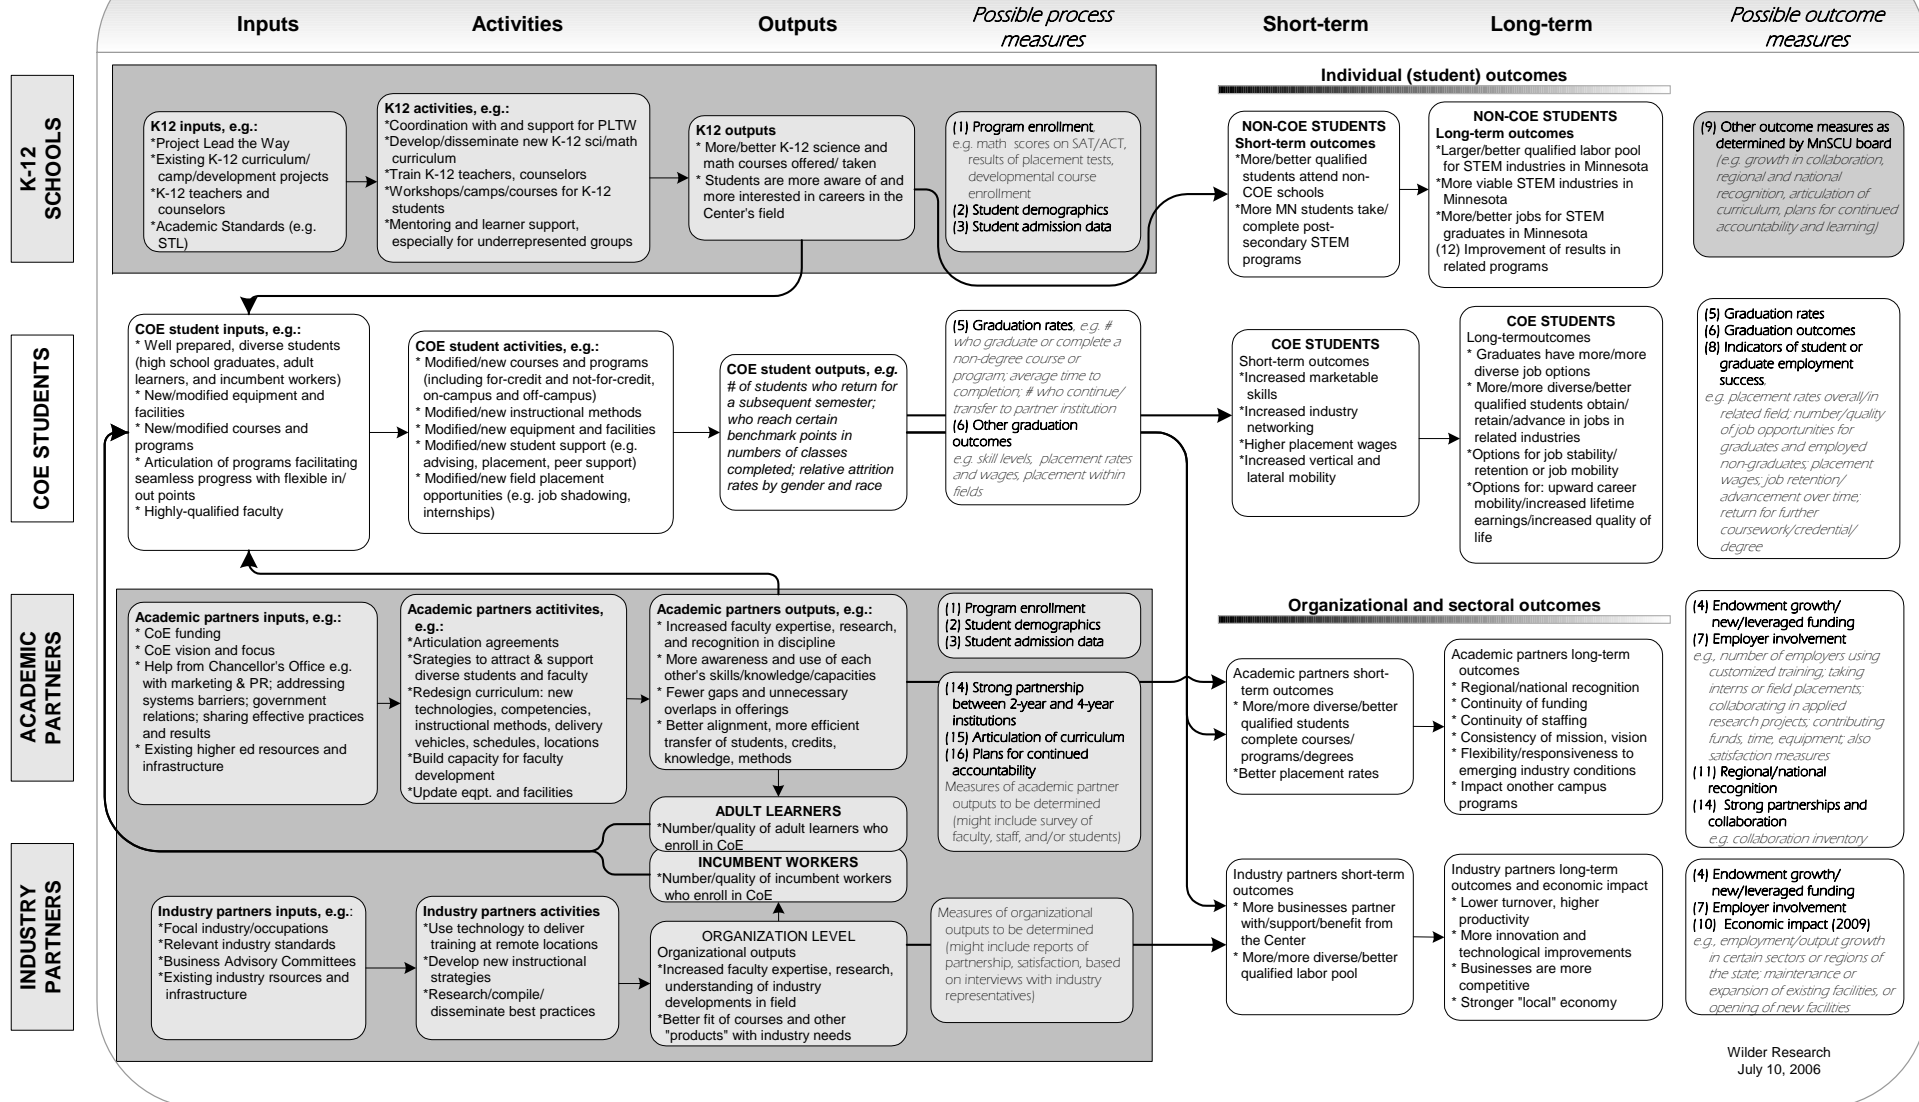 Inputs
Activities
Outputs
Possible process
measures
Short-term
Long-term
Possible outcome
measures
K-12
SCHOOLS
K12 inputs, e.g.:
*Project Lead the Way
*Existing K-12 curriculum/
camp/development projects
*K-12 teachers and
counselors
*Academic Standards (e.g.
STL)
K12 activities, e.g.:
*Coordination with and support for PLTW
*Develop/disseminate new K-12 sci/math
curriculum
*Train K-12 teachers, counselors
*Workshops/camps/courses for K-12
students
*Mentoring and learner support,
especially for underrepresented groups
K12 outputs
* More/better K-12 science and
math courses offered/ taken
* Students are more aware of and
more interested in careers in the
Center's field
(1) Program enrollment,
e.g. math scores on SAT/ACT,
results of placement tests,
developmental course
enrollment
(2) Student demographics
(3) Student admission data
Individual (student) outcomes
NON-COE STUDENTS
Short-term outcomes
*More/better qualified
students attend non-
COE schools
*More MN students take/
complete post-
secondary STEM
programs
NON-COE STUDENTS
Long-term outcomes
*Larger/better qualified labor pool
for STEM industries in Minnesota
*More viable STEM industries in
Minnesota
*More/better jobs for STEM
graduates in Minnesota
(12) Improvement of results in
related programs
(9) Other outcome measures as
determined by MnSCU board
(e.g. growth in collaboration,
regional and national
recognition, articulation of
curriculum, plans for continued
accountability and learning)
COE STUDENTS
COE student inputs, e.g.:
* Well prepared, diverse students
(high school graduates, adult
learners, and incumbent workers)
* New/modified equipment and
facilities
* New/modified courses and
programs
* Articulation of programs facilitating
seamless progress with flexible in/
out points
* Highly-qualified faculty
COE student activities, e.g.:
* Modified/new courses and programs
(including for-credit and not-for-credit,
on-campus and off-campus)
* Modified/new instructional methods
* Modified/new equipment and facilities
* Modified/new student support (e.g.
advising, placement, peer support)
* Modified/new field placement
opportunities (e.g. job shadowing,
internships)
COE student outputs, e.g.
# of students who return for
a subsequent semester;
who reach certain
benchmark points in
numbers of classes
completed; relative attrition
rates by gender and race
(5) Graduation rates, e.g. #
who graduate or complete a
non-degree course or
program; average time to
completion; # who continue/
transfer to partner institution
(6) Other graduation
outcomes
e.g. skill levels, placement rates
and wages, placement within
fields
COE STUDENTS
Short-term outcomes
*Increased marketable
skills
*Increased industry
networking
*Higher placement wages
*Increased vertical and
lateral mobility
COE STUDENTS
Long-termoutcomes
* Graduates have more/more
diverse job options
* More/more diverse/better
qualified students obtain/
retain/advance in jobs in
related industries
*Options for job stability/
retention or job mobility
*Options for: upward career
mobility/increased lifetime
earnings/increased quality of
life
(5) Graduation rates
(6) Graduation outcomes
(8) Indicators of student or
graduate employment
success,
e.g. placement rates overall/in
related field; number/quality
of job opportunities for
graduates and employed
non-graduates; placement
wages; job retention/
advancement over time;
return for further
coursework/credential/
degree
ACADEMIC
PARTNERS
Academic partners inputs, e.g.:
* CoE funding
* CoE vision and focus
* Help from Chancellor's Office e.g.
with marketing & PR; addressing
systems barriers; government
relations; sharing effective practices
and results
* Existing higher ed resources and
infrastructure
Academic partners actitivites,
e.g.:
*Articulation agreements
*Srategies to attract & support
diverse students and faculty
*Redesign curriculum: new
technologies, competencies,
instructional methods, delivery
vehicles, schedules, locations
*Build capacity for faculty
development
*Update eqpt. and facilities
Academic partners outputs, e.g.:
* Increased faculty expertise, research,
and recognition in discipline
* More awareness and use of each
other's skills/knowledge/capacities
* Fewer gaps and unnecessary
overlaps in offerings
* Better alignment, more efficient
transfer of students, credits,
knowledge, methods
ADULT LEARNERS
*Number/quality of adult learners who
enroll in CoE
INCUMBENT WORKERS
*Number/quality of incumbent workers
who enroll in CoE
(1) Program enrollment
(2) Student demographics
(3) Student admission data
(14) Strong partnership
between 2-year and 4-year
institutions
(15) Articulation of curriculum
(16) Plans for continued
accountability
Measures of academic partner
outputs to be determined
(might include survey of
faculty, staff, and/or students)
Organizational and sectoral outcomes
Academic partners short-
term outcomes
* More/more diverse/better
qualified students
complete courses/
programs/degrees
*Better placement rates
Academic partners long-term
outcomes
* Regional/national recognition
* Continuity of funding
* Continuity of staffing
* Consistency of mission, vision
* Flexibility/responsiveness to
emerging industry conditions
* Impact onother campus
programs
(4) Endowment growth/
new/leveraged funding
(7) Employer involvement
e.g., number of employers using
customized training; taking
interns or field placements;
collaborating in applied
research projects; contributing
funds, time, equipment; also
satisfaction measures
(11) Regional/national
recognition
(14) Strong partnerships and
collaboration
e.g. collaboration inventory
INDUSTRY
PARTNERS
Industry partners inputs, e.g.:
*Focal industry/occupations
*Relevant industry standards
*Business Advisory Committees
*Existing industry rsources and
infrastructure
Industry partners activities
*Use technology to deliver
training at remote locations
*Develop new instructional
strategies
*Research/compile/
disseminate best practices
ORGANIZATION LEVEL
Organizational outputs
*Increased faculty expertise, research,
understanding of industry
developments in field
*Better fit of courses and other
"products" with industry needs
Measures of organizational
outputs to be determined
(might include reports of
partnership, satisfaction, based
on interviews with industry
representatives)
Industry partners short-term
outcomes
* More businesses partner
with/support/benefit from
the Center
* More/more diverse/better
qualified labor pool
Industry partners long-term
outcomes and economic impact
* Lower turnover, higher
productivity
* More innovation and
technological improvements
* Businesses are more
competitive
* Stronger "local" economy
(4) Endowment growth/
new/leveraged funding
(7) Employer involvement
(10) Economic impact (2009)
e.g., employment/output growth
in certain sectors or regions of
the state; maintenance or
expansion of existing facilities, or
opening of new facilities
Wilder Research
July 10, 2006